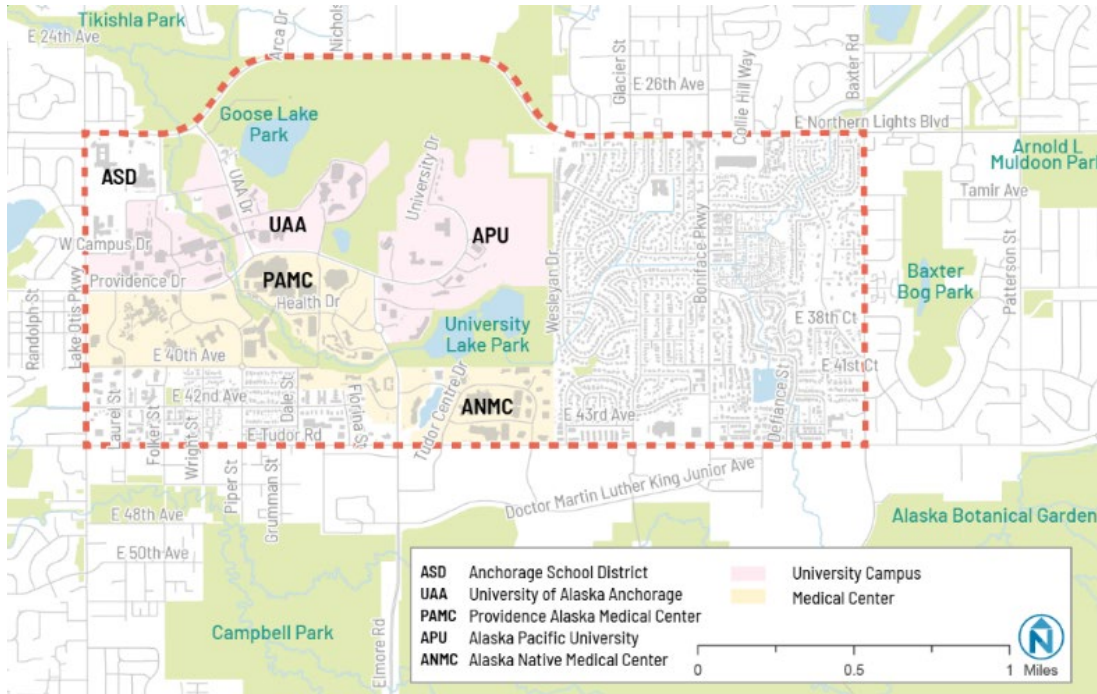 Tikishla Park
E 24th Ave
Arca Dr
Nichols
Glacier St
E 26th Ave
Collie Hill Way
Baxter Rd
E Northern Lights Blvd
Goose Lake
Park
Arnold L
Muldoon Park
Tamir Ave
ASD
UAA Dr
University Dr
UAA
APU
W Campus Dr
PAMC
Providence Dr
Health Dr
Wesleyan Dr
Boniface Pkwy
Baxter
Bog Park
Patterson St
Randolph St
Lake Otis Pkwy
University
Lake Park
E 38th Ct
E 40th Ave
E 41st Ct
E 42nd Ave
Laurel St
Folker St
Wright St
Dale St
Fiorina St
Tudor Centre Dr
ANMC
E 43rd Ave
Defiance St
E Tudor Rd
Piper St
Grumman St
Doctor Martin Luther King Junior Ave
E 48th Ave
E 50th Ave
Alaska Botanical Garden
Campbell Park
Elmore Rd
ASD Anchorage School District
UAA University of Alaska Anchorage
PAMC Providence Alaska Medical Center
APU Alaska Pacific University
ANMC Alaska Native Medical Center
University Campus
Medical Center
N
0 0.5 1
Miles